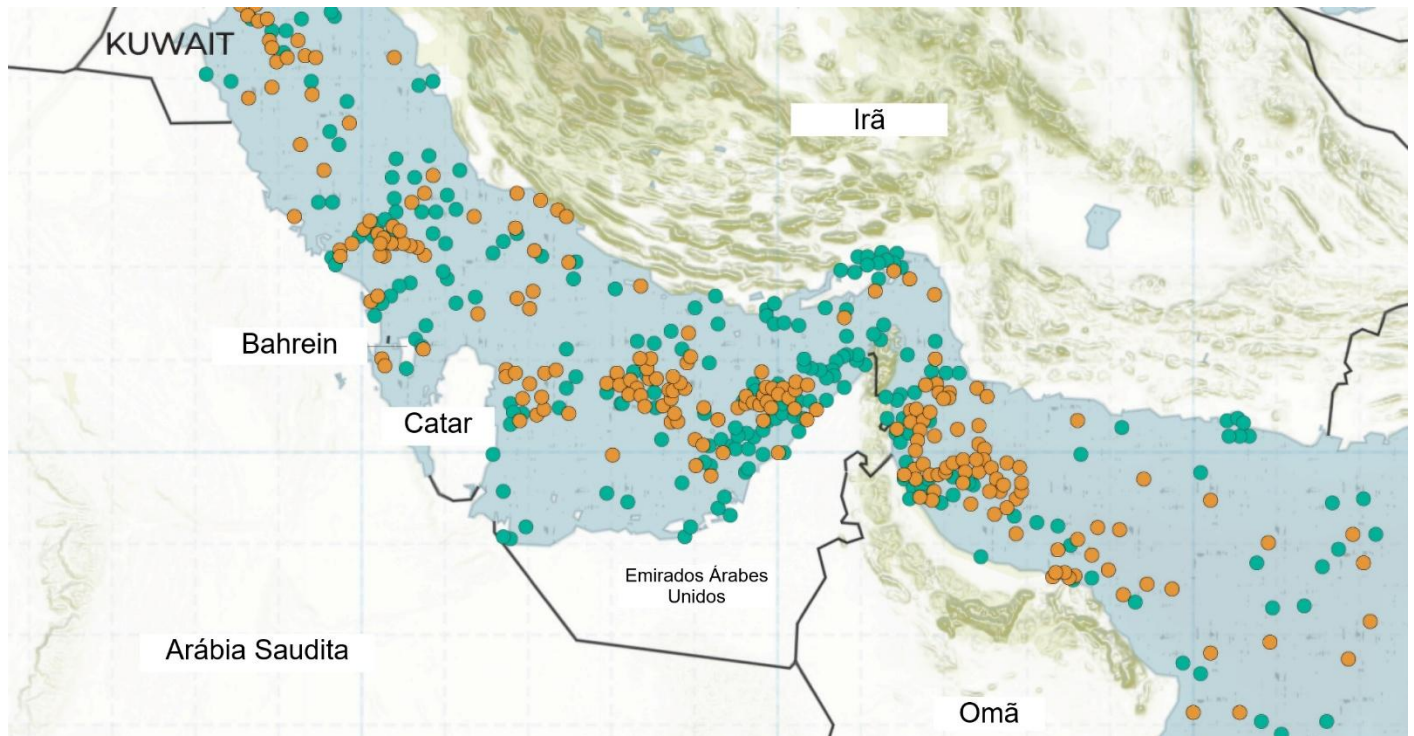 KUWAIT
Irã
Bahrein
Catar
Emirados Árabes
Unidos
Arábia Saudita
Omã